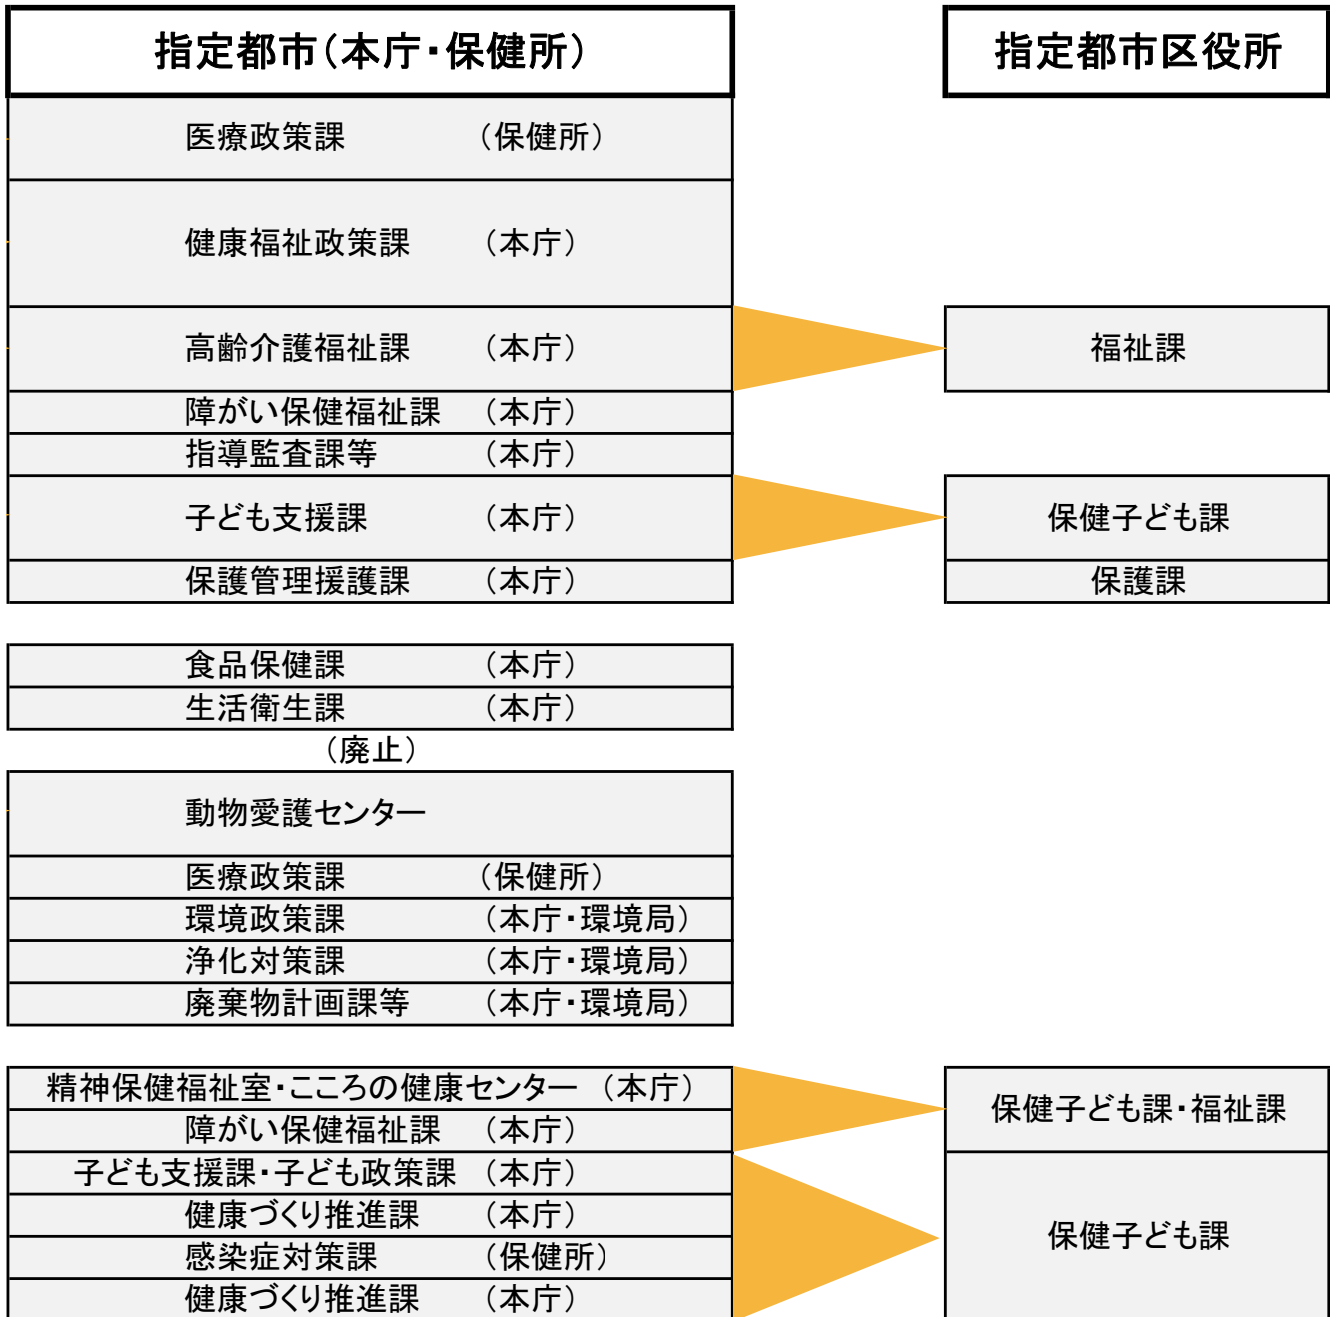 指定都市（本庁・保健所） 指定都市区役所
医療政策課 （保健所）
健康福祉政策課 （本庁）
高齢介護福祉課 （本庁） 福祉課
障がい保健福祉課 （本庁）
指導監査課等 （本庁）
子ども支援課 （本庁） 保健子ども課
保護管理援護課 （本庁） 保護課
食品保健課 （本庁）
生活衛生課 （本庁）
（廃止）
動物愛護センター
医療政策課 （保健所）
環境政策課 （本庁・環境局）
浄化対策課 （本庁・環境局）
廃棄物計画課等 （本庁・環境局）
精神保健福祉室・こころの健康センター （本庁）
保健子ども課・福祉課
障がい保健福祉課 （本庁）
子ども支援課・子ども政策課 （本庁）
健康づくり推進課 （本庁）
保健子ども課
感染症対策課 （保健所）
健康づくり推進課 （本庁）